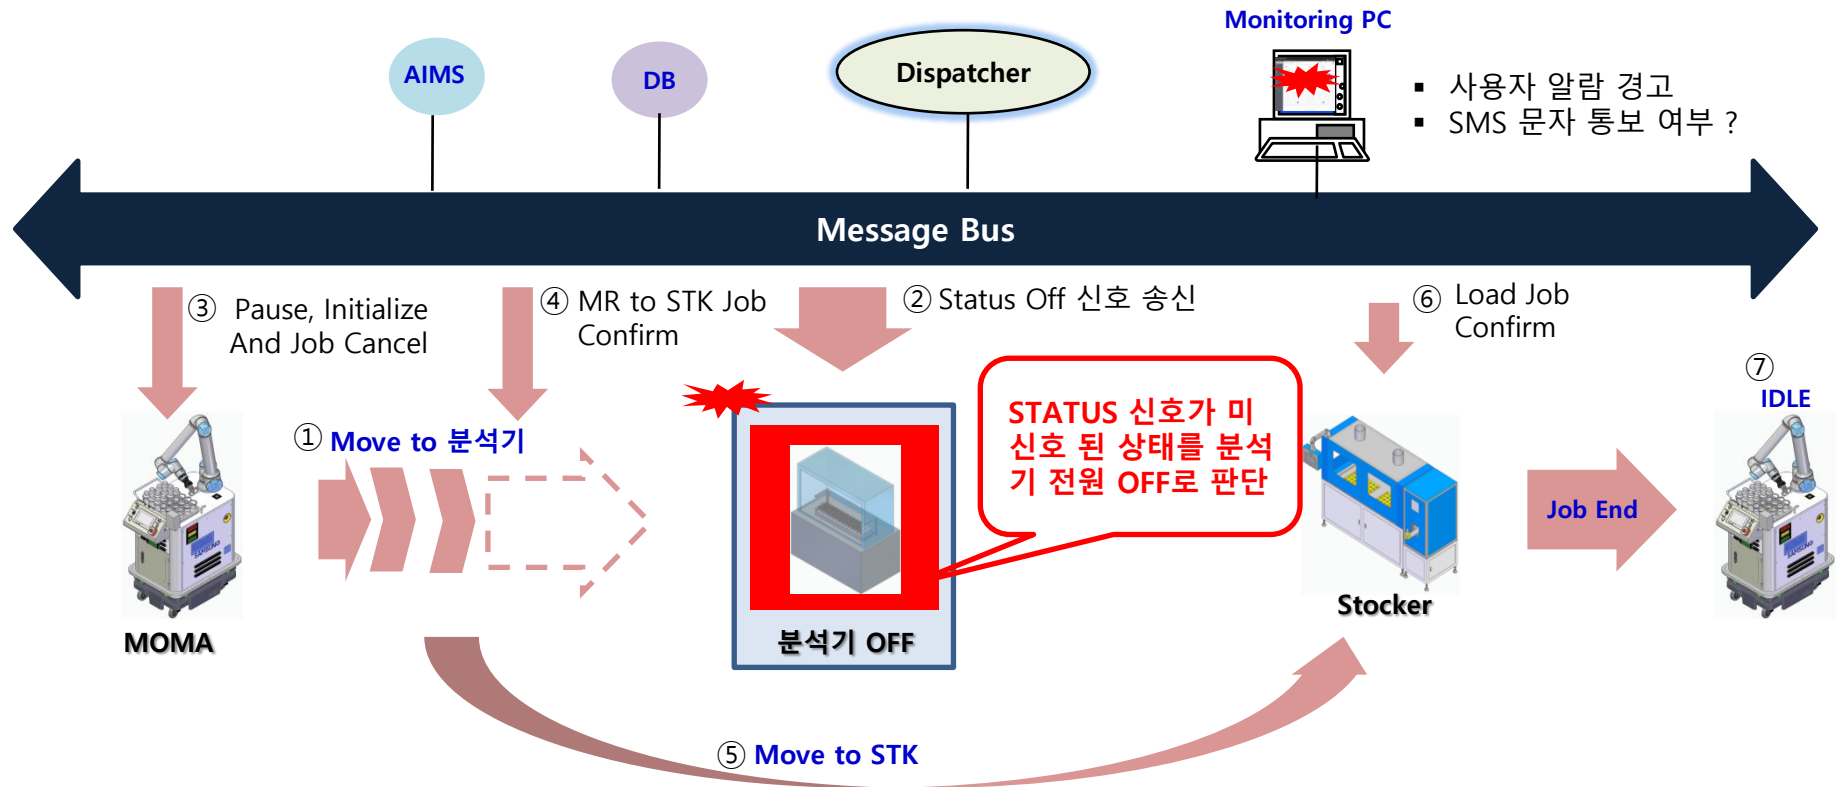 Monitoring PC
AIMS
DB
Dispatcher
▪ 사용자 알람 경고
▪ SMS 문자 통보 여부 ?
Message Bus
③ Pause, Initialize
And Job Cancel
④ MR to STK Job
Confirm
② Status Off 신호 송신
⑥ Load Job
Confirm
⑦
IDLE
① Move to 분석기
STATUS 신호가 미
신호 된 상태를 분석
기 전원 OFF로 판단
Job End
SAMSUNG
SAMSUNG
Stocker
MOMA
분석기 OFF
⑤ Move to STK